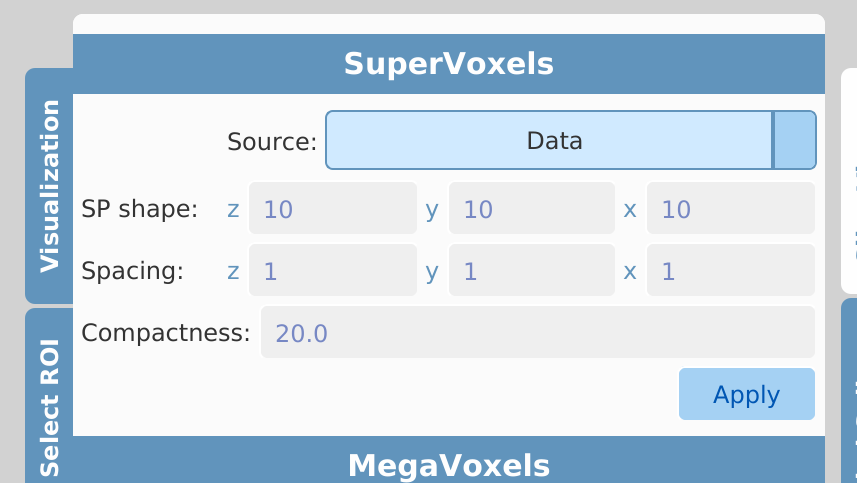 SuperVoxels
Visualization
Source: Data
SP shape: z 10 y 10 x 10
Spacing: z 1 y 1 x 1
Compactness: 20.0
Select ROI
Apply
MegaVoxels